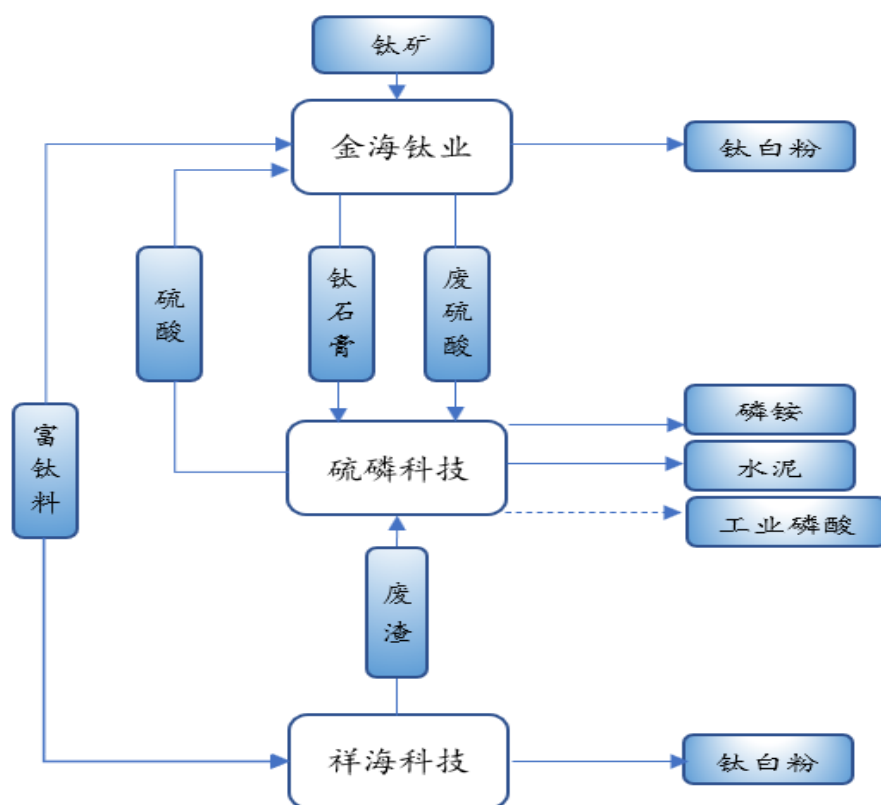 钛矿
金海钛业
钛白粉
硫酸
钛石膏
废硫酸
富钛料
硫磷科技
磷铵
水泥
工业磷酸
废渣
祥海科技
钛白粉